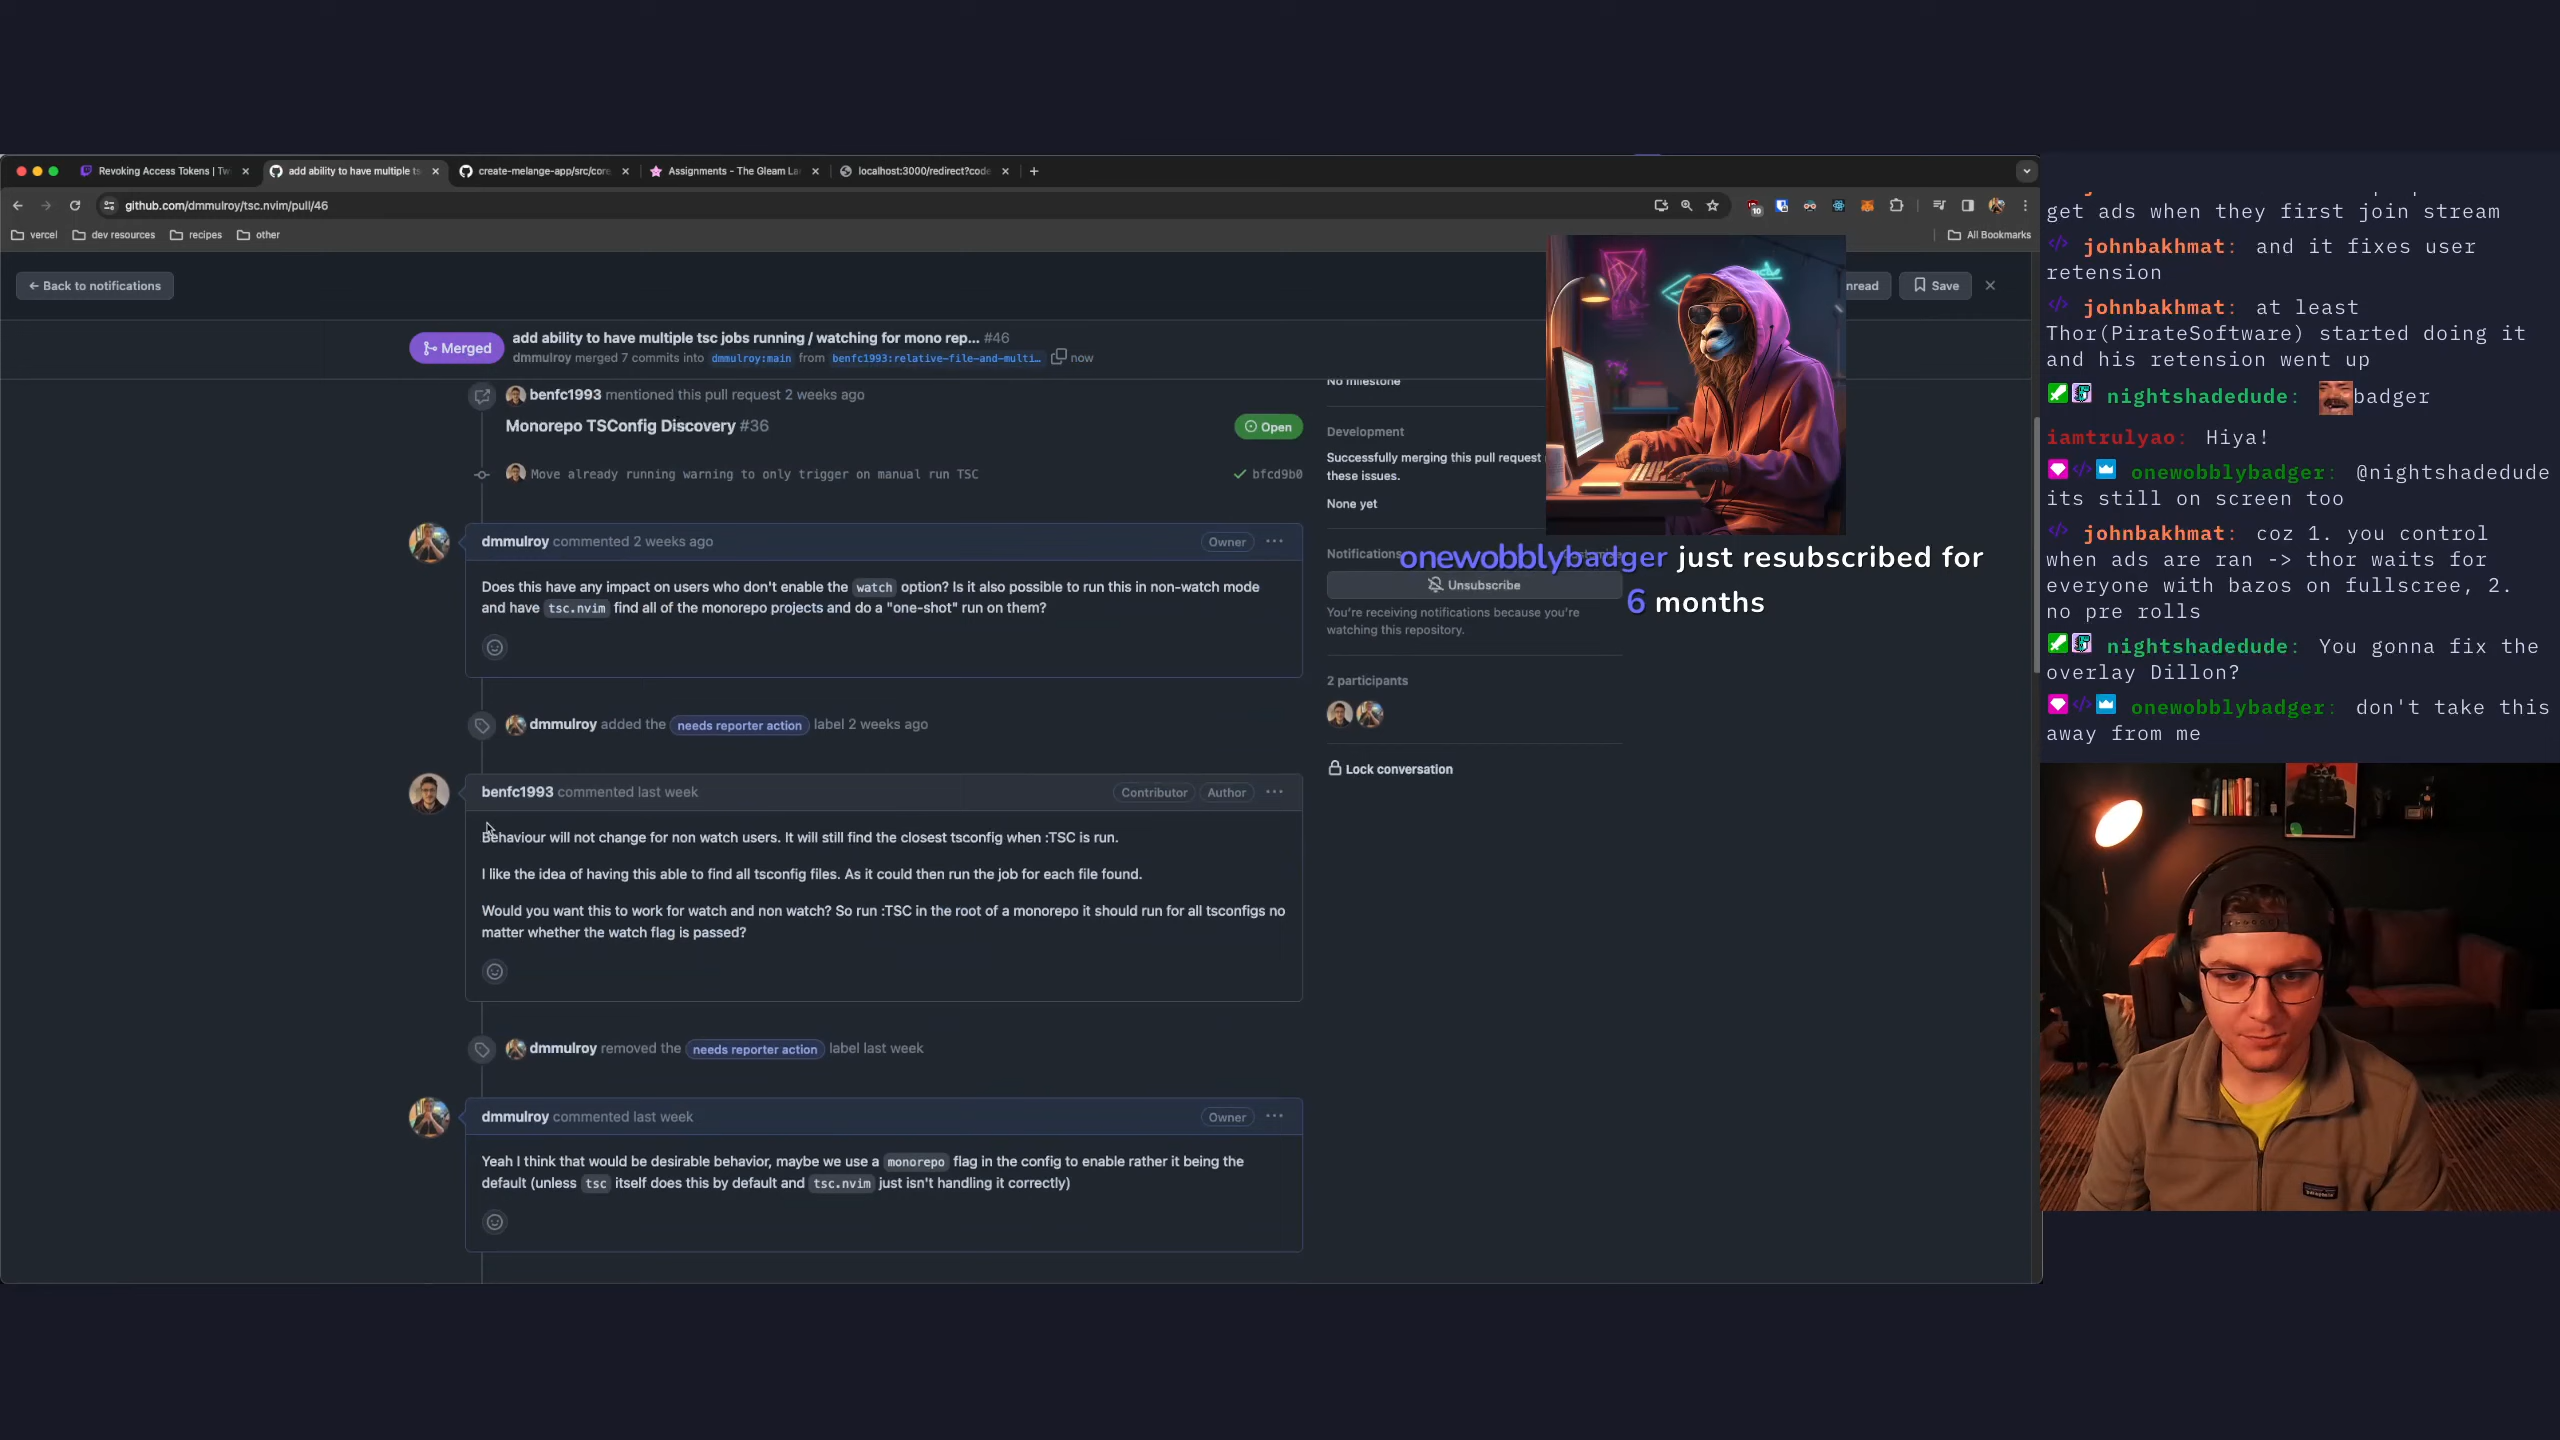 Revoking Access Tokens | Tw
add ability to have multiple ts
create-melange-app/src/core
Assignments - The Gleam La
localhost:3000/redirect?code
github.com/dmmulroy/tsc.nvim/pull/46
10
vercel
dev resources
recipes
other
All Bookmarks
← Back to notifications
nread
Save
Merged
add ability to have multiple tsc jobs running / watching for mono rep... #46
dmmulroy merged 7 commits into dmmulroy:main from benfc1993:relative-file-and-multi… now
benfc1993 mentioned this pull request 2 weeks ago
Monorepo TSConfig Discovery #36
Open
Move already running warning to only trigger on manual run TSC
bfcd9b0
dmmulroy commented 2 weeks ago
Owner
Does this have any impact on users who don't enable the watch option? Is it also possible to run this in non-watch mode
and have tsc.nvim find all of the monorepo projects and do a "one-shot" run on them?
dmmulroy added the needs reporter action label 2 weeks ago
benfc1993 commented last week
Contributor
Author
Behaviour will not change for non watch users. It will still find the closest tsconfig when :TSC is run.
I like the idea of having this able to find all tsconfig files. As it could then run the job for each file found.
Would you want this to work for watch and non watch? So run :TSC in the root of a monorepo it should run for all tsconfigs no
matter whether the watch flag is passed?
dmmulroy removed the needs reporter action label last week
dmmulroy commented last week
Owner
Yeah I think that would be desirable behavior, maybe we use a monorepo flag in the config to enable rather it being the
default (unless tsc itself does this by default and tsc.nvim just isn't handling it correctly)
No milestone
Development
Successfully merging this pull request
these issues.
None yet
Notifications
Unsubscribe
You're receiving notifications because you're
watching this repository.
2 participants
Lock conversation
onewobblybadger just resubscribed for
6 months
get ads when they first join stream
johnbakhmat: and it fixes user
retension
johnbakhmat: at least
Thor(PirateSoftware) started doing it
and his retension went up
nightshadedude: badger
iamtrulyao: Hiya!
onewobblybadger: @nightshadedude
its still on screen too
johnbakhmat: coz 1. you control
when ads are ran -> thor waits for
everyone with bazos on fullscree, 2.
no pre rolls
nightshadedude: You gonna fix the
overlay Dillon?
onewobblybadger: don't take this
away from me